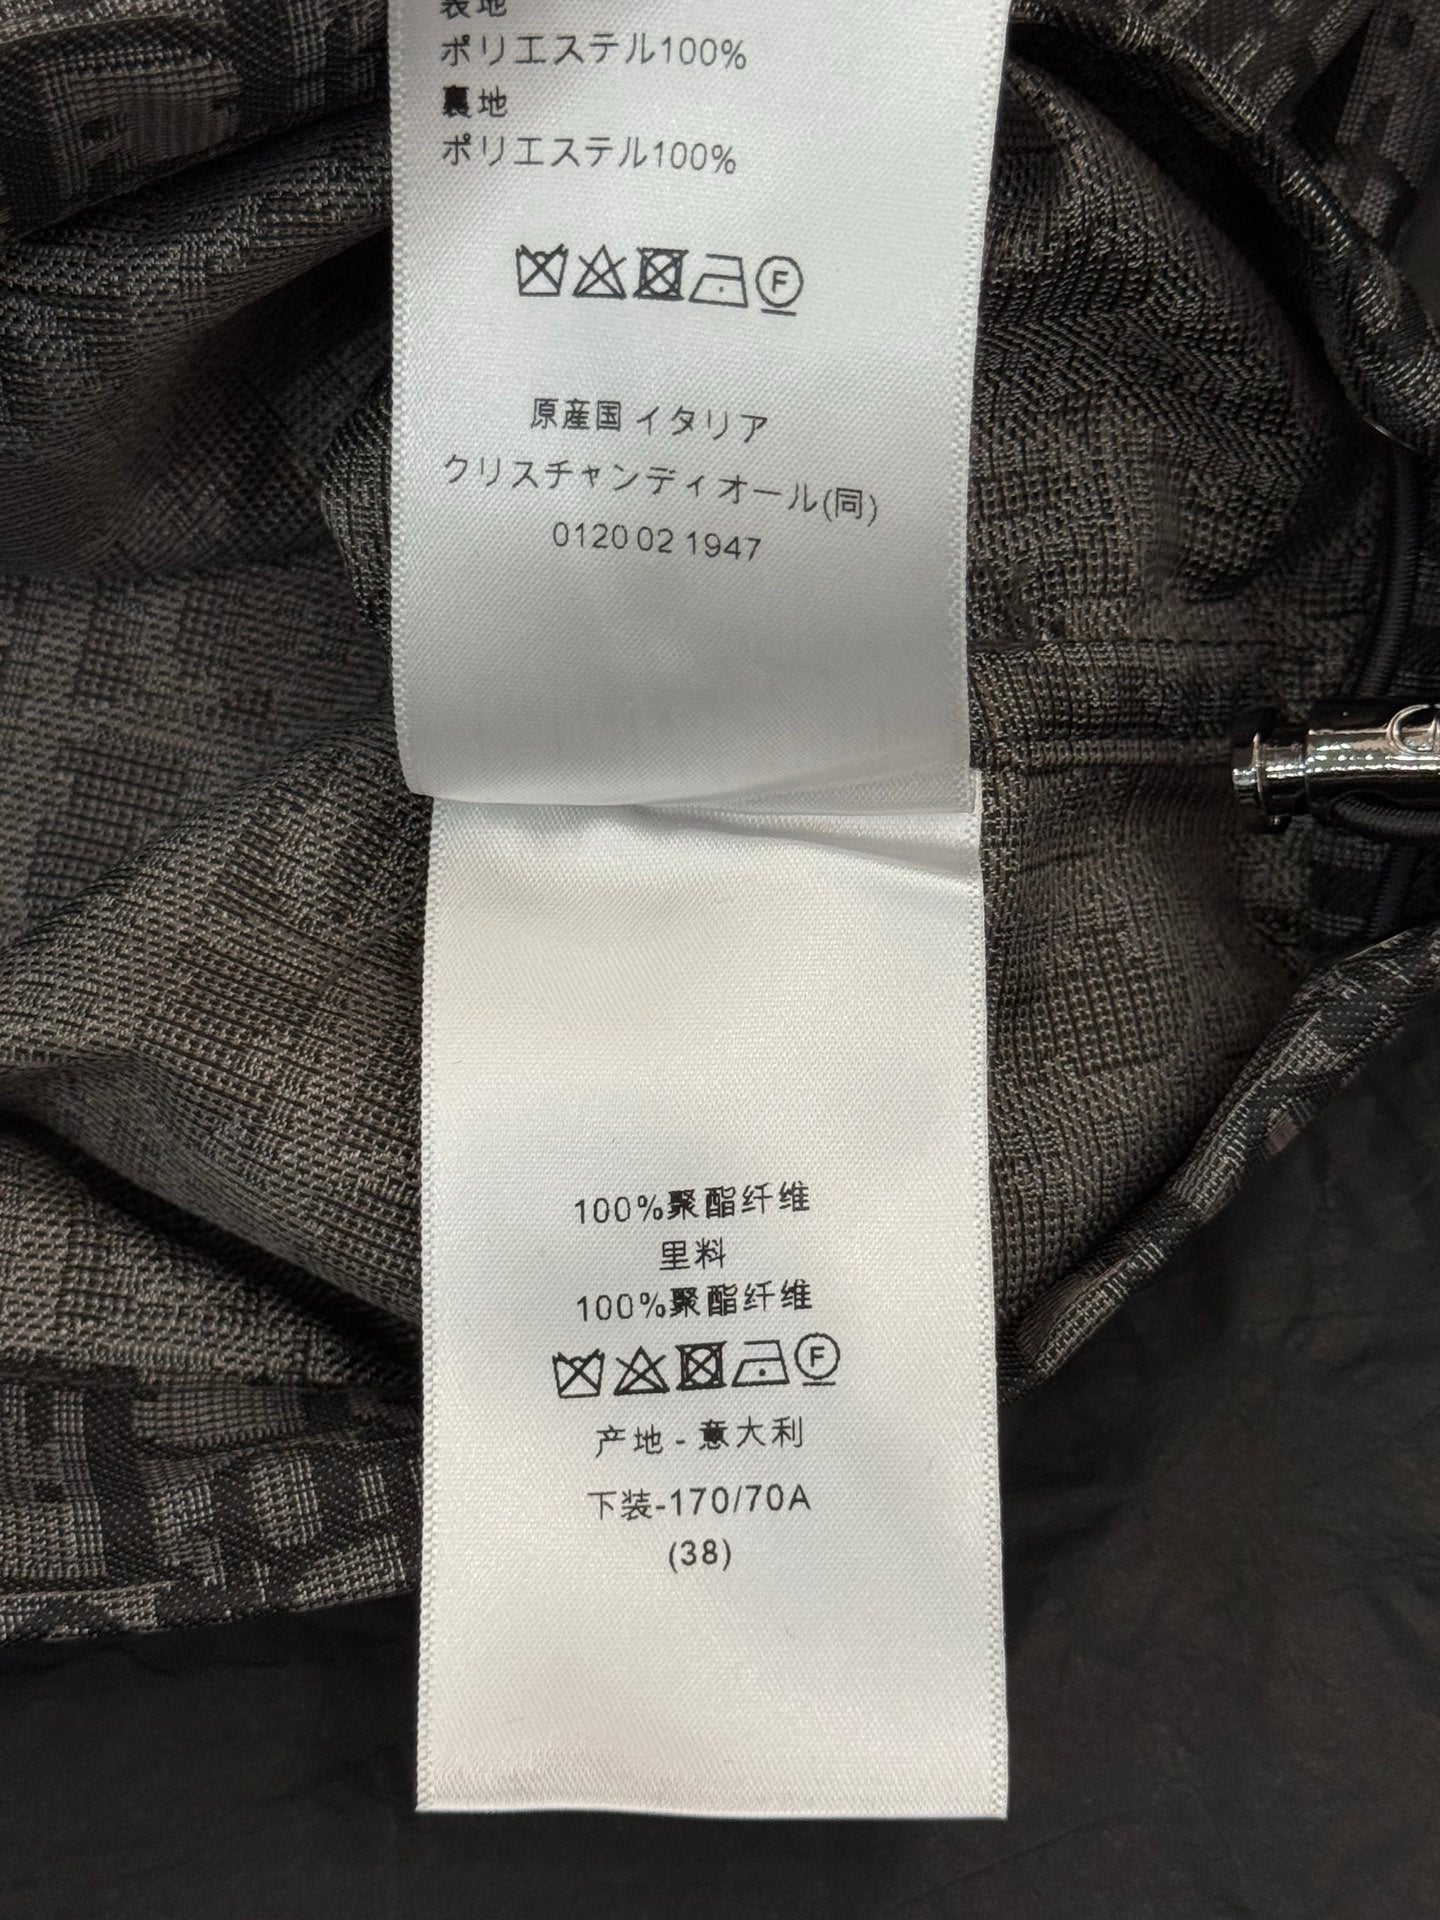 表地
ポリエステル100%
裏地
ポリエステル100%
F
原産国 イタリア
クリスチャンディオール(同)
0120 02 1947
100%聚酯纤维
里料
100%聚酯纤维
F
产地 - 意大利
下装-170/70A
(38)